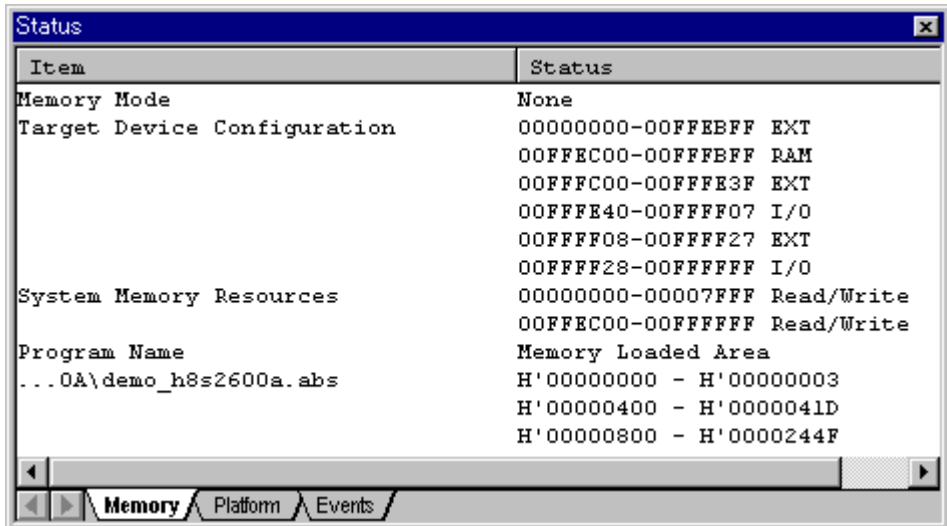 Status
Item Status
Memory Mode None
Target Device Configuration 00000000-00FFEBFF EXT
00FFEC00-00FFFBFF RAM
00FFFC00-00FFFE3F EXT
00FFFE40-00FFFF07 I/O
00FFFF08-00FFFF27 EXT
00FFFF28-00FFFFFF I/O
System Memory Resources 00000000-00007FFF Read/Write
00FFEC00-00FFFFFF Read/Write
Program Name Memory Loaded Area
...0A\demo_h8s2600a.abs H'00000000 - H'00000003
H'00000400 - H'0000041D
H'00000800 - H'0000244F
Memory Platform Events